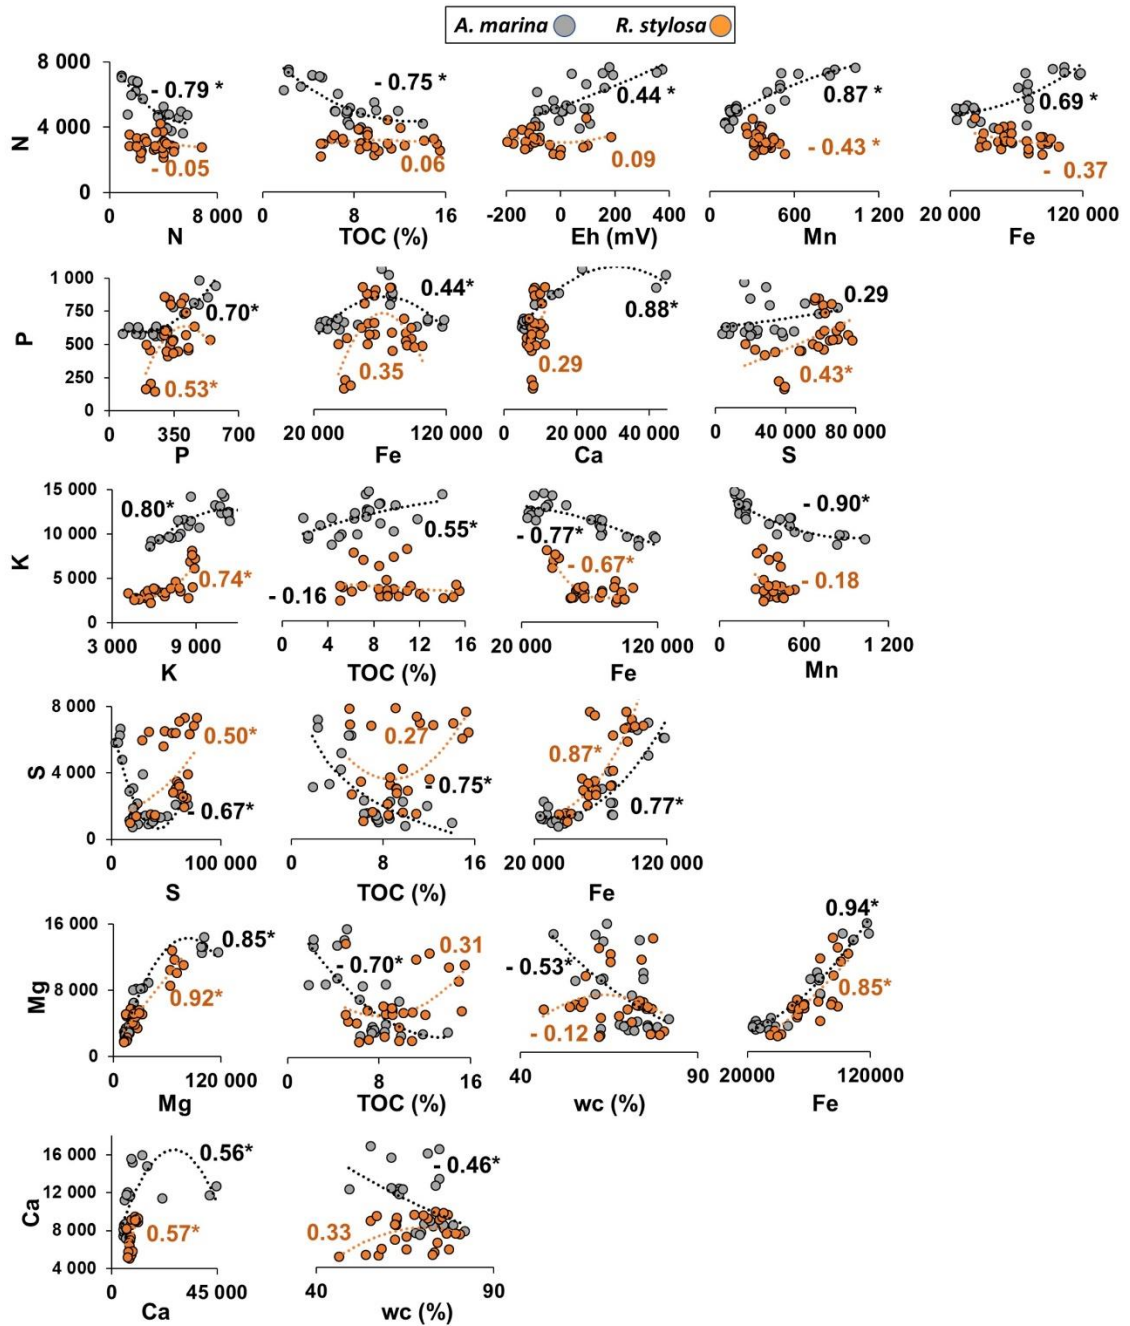 A. marina R. stylosa
8 000
4 000
0
N
- 0.79 *
- 0.05
0 8 000
N
- 0.75 *
0.06
0 8 16
TOC (%)
0.44 *
0.09
-200 0 200 400
Eh (mV)
0.87 *
- 0.43 *
0 600 1 200
Mn
0.69 *
- 0.37
20 000 120 000
Fe
1 000
750
500
250
0
P
0.70*
0.53*
0 350 700
P
0.44*
0.35
20 000 120 000
Fe
0.88*
0.29
0 40 000
Ca
0.29
0.43*
0 40 000 80 000
S
15 000
10 000
5 000
0
K
0.80*
0.74*
3 000 9 000
K
0.55*
- 0.16
0 4 8 12 16
TOC (%)
- 0.77*
- 0.67*
20 000 120 000
Fe
- 0.90*
- 0.18
0 600 1 200
Mn
8 000
4 000
0
S
0.50*
- 0.67*
0 100 000
S
0.27
- 0.75*
0 8 16
TOC (%)
0.87*
0.77*
20 000 120 000
Fe
16 000
8 000
0
Mg
0.85*
0.92*
0 120 000
Mg
- 0.70*
0.31
0 8 16
TOC (%)
- 0.53*
- 0.12
40 90
wc (%)
0.94*
0.85*
20000 120000
Fe
16 000
12 000
8 000
4 000
Ca
0.56*
0.57*
0 45 000
Ca
- 0.46*
0.33
40 90
wc (%)